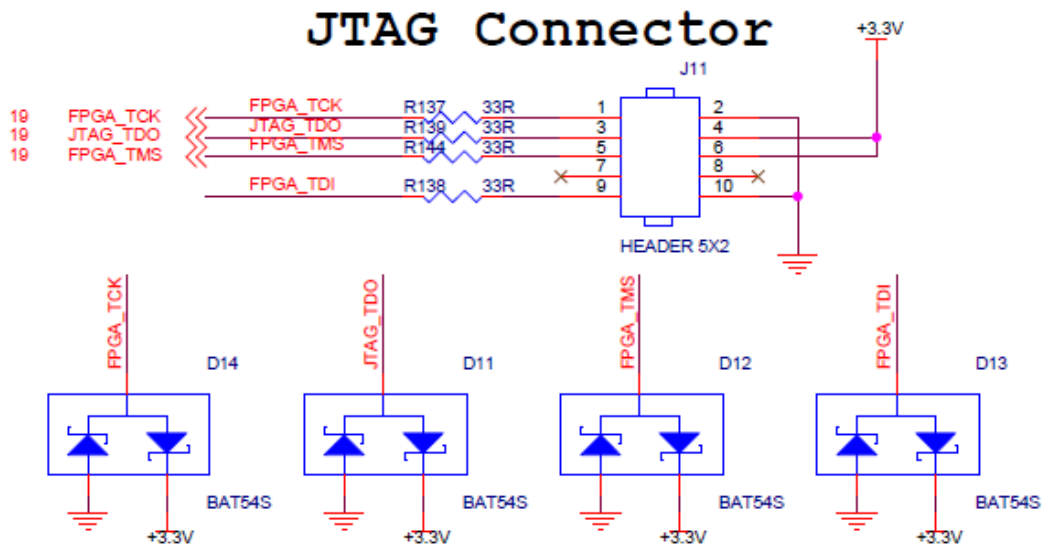 JTAG Connector
+3.3V
J11
19 FPGA_TCK FPGA_TCK R137 33R 1 2
19 JTAG_TDO JTAG_TDO R139 33R 3 4
19 FPGA_TMS FPGA_TMS R144 33R 5 6
7 8
FPGA_TDI R138 33R 9 10
HEADER 5X2
FPGA_TCK JTAG_TDO FPGA_TMS FPGA_TDI
D14 D11 D12 D13
BAT54S BAT54S BAT54S BAT54S
+3.3V +3.3V +3.3V +3.3V